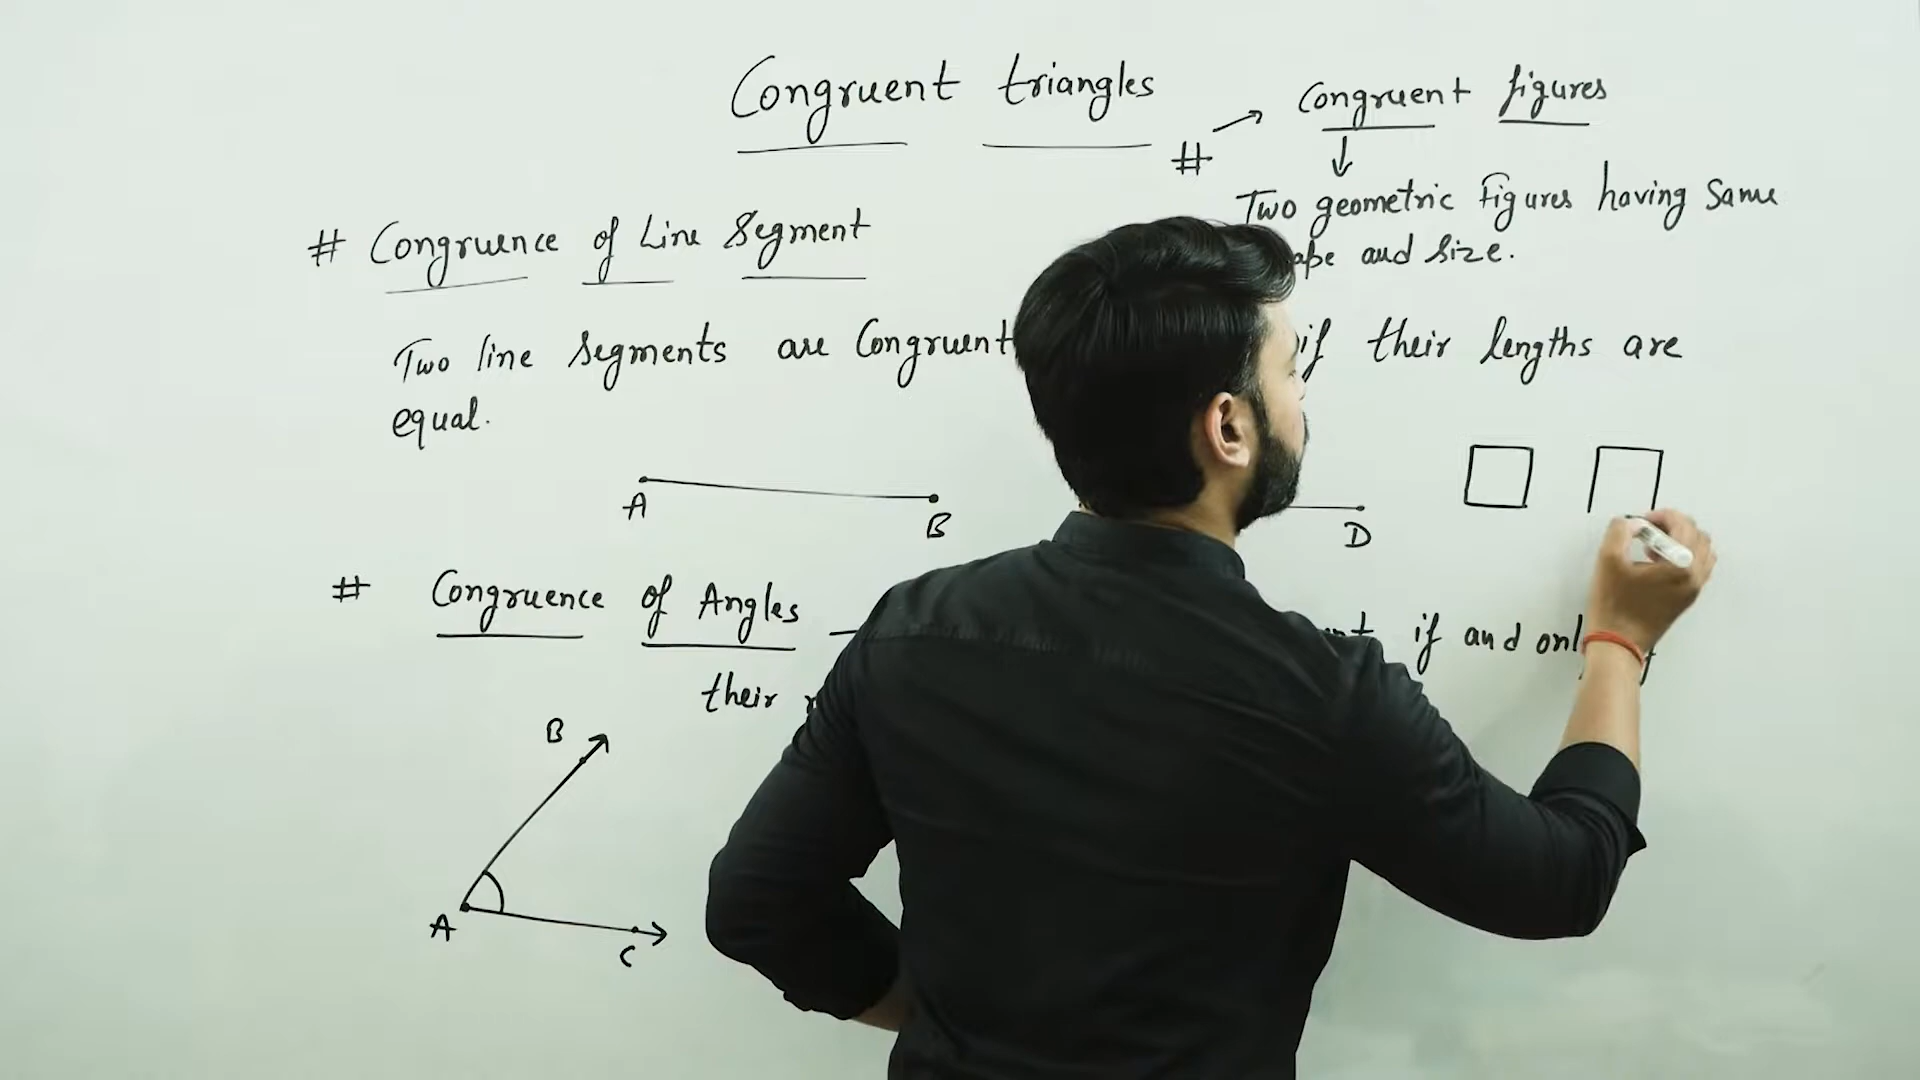 Congruent triangles
# → Congruent figures
Two geometric figures having same
and size.
# Congruence of Line Segment
Two line segments are Congruent if their lengths are
equal.
A B D
# Congruence of Angles — if and only
their
B
A
C